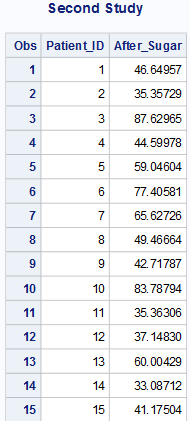 Second Study
Obs Patient_ID After_Sugar
1 1 46.64957
2 2 35.35729
3 3 87.62965
4 4 44.59978
5 5 59.04604
6 6 77.40581
7 7 65.62726
8 8 49.46664
9 9 42.71787
10 10 83.78794
11 11 35.36306
12 12 37.14830
13 13 60.00429
14 14 33.08712
15 15 41.17504